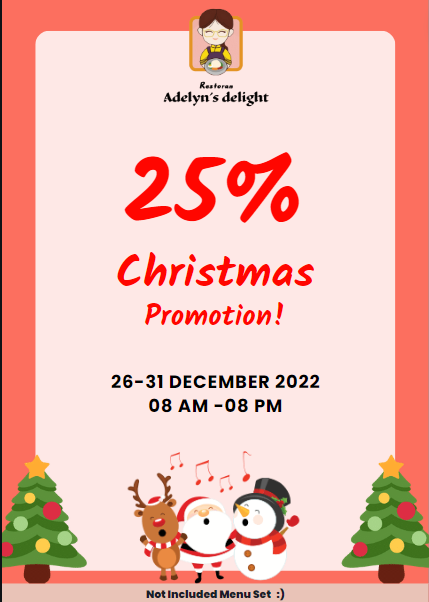 Restoran
Adelyn's delight
25%
Christmas
Promotion!
26-31 DECEMBER 2022
08 AM -08 PM
Not Included Menu Set :)